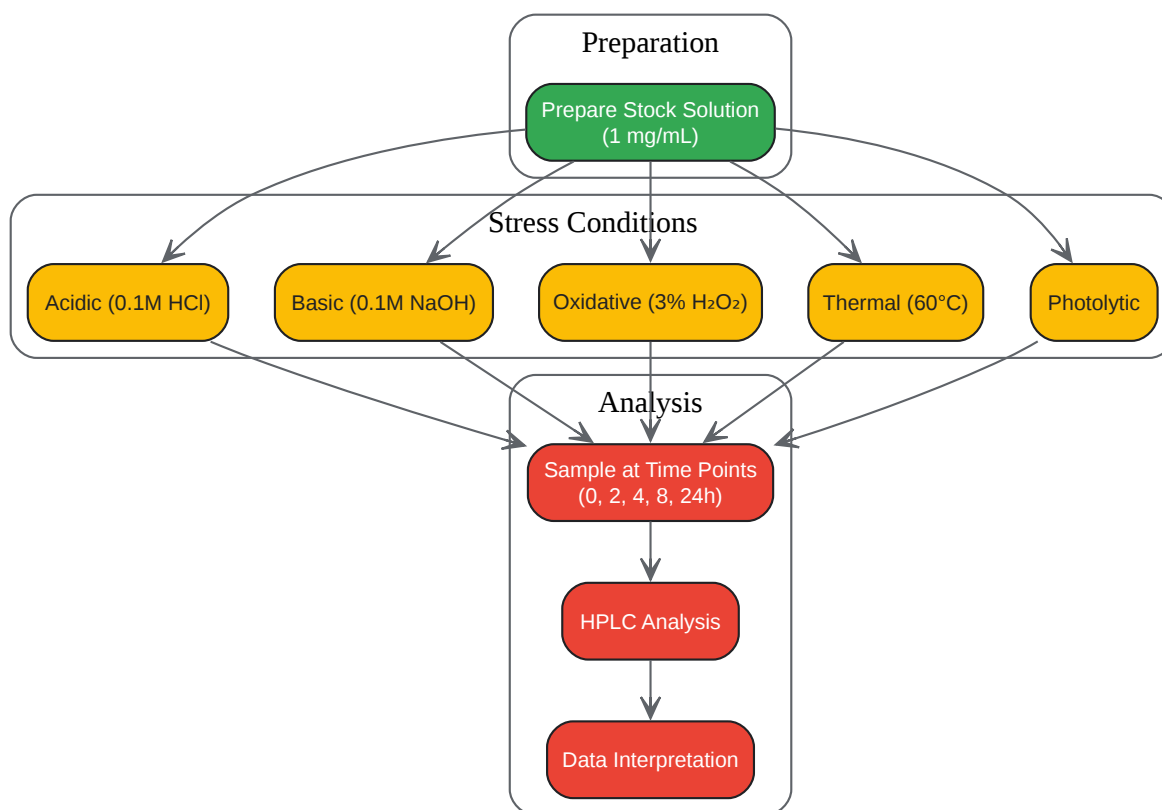 Preparation
Prepare Stock Solution
(1 mg/mL)
Stress Conditions
Acidic (0.1M HCl)
Basic (0.1M NaOH)
Oxidative (3% H₂O₂)
Thermal (60°C)
Photolytic
Analysis
Sample at Time Points
(0, 2, 4, 8, 24h)
HPLC Analysis
Data Interpretation